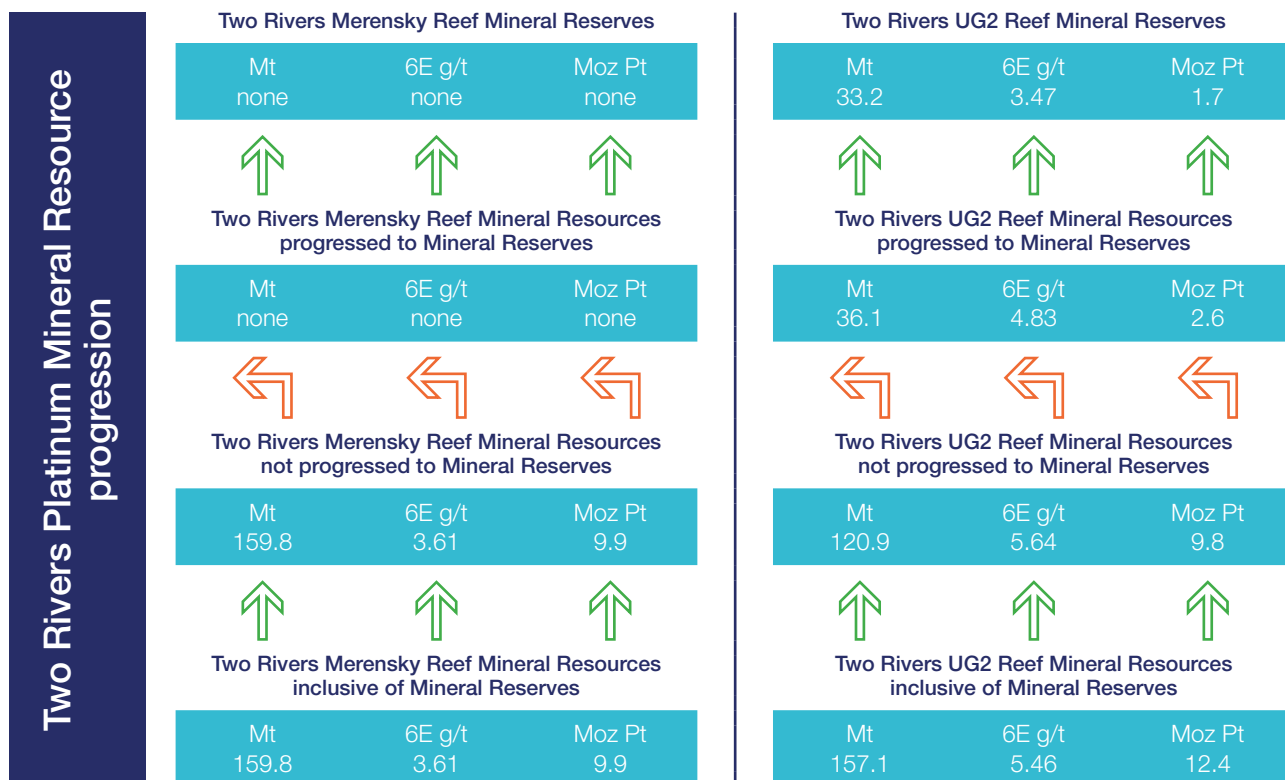 Two Rivers Platinum Mineral Resource
progression
Two Rivers Merensky Reef Mineral Reserves
Mt 6E g/t Moz Pt
none none none
Two Rivers Merensky Reef Mineral Resources
progressed to Mineral Reserves
Mt 6E g/t Moz Pt
none none none
Two Rivers Merensky Reef Mineral Resources
not progressed to Mineral Reserves
Mt 6E g/t Moz Pt
159.8 3.61 9.9
Two Rivers Merensky Reef Mineral Resources
inclusive of Mineral Reserves
Mt 6E g/t Moz Pt
159.8 3.61 9.9
Two Rivers UG2 Reef Mineral Reserves
Mt 6E g/t Moz Pt
33.2 3.47 1.7
Two Rivers UG2 Reef Mineral Resources
progressed to Mineral Reserves
Mt 6E g/t Moz Pt
36.1 4.83 2.6
Two Rivers UG2 Reef Mineral Resources
not progressed to Mineral Reserves
Mt 6E g/t Moz Pt
120.9 5.64 9.8
Two Rivers UG2 Reef Mineral Resources
inclusive of Mineral Reserves
Mt 6E g/t Moz Pt
157.1 5.46 12.4